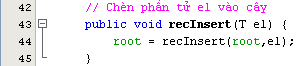 42 // Chèn phần tử el vào cây
43 public void recInsert(T el) {
44 root = recInsert(root,el);
45 }